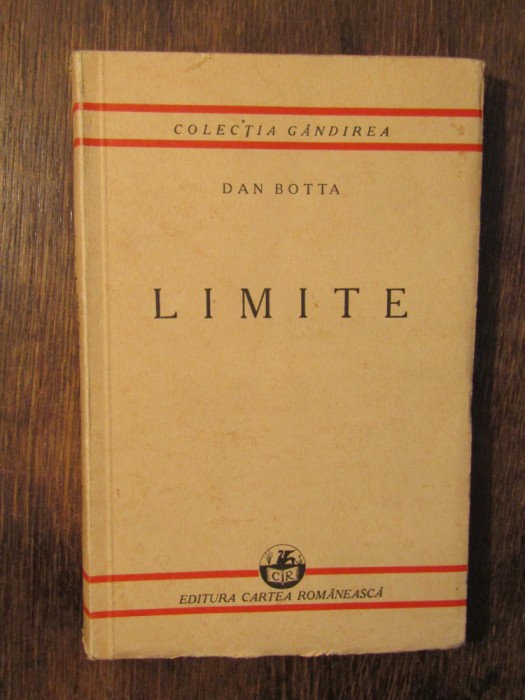 COLECȚIA GÂNDIREA
DAN BOTTA
LIMITE
CR
EDITURA CARTEA ROMÂNEASCĂ